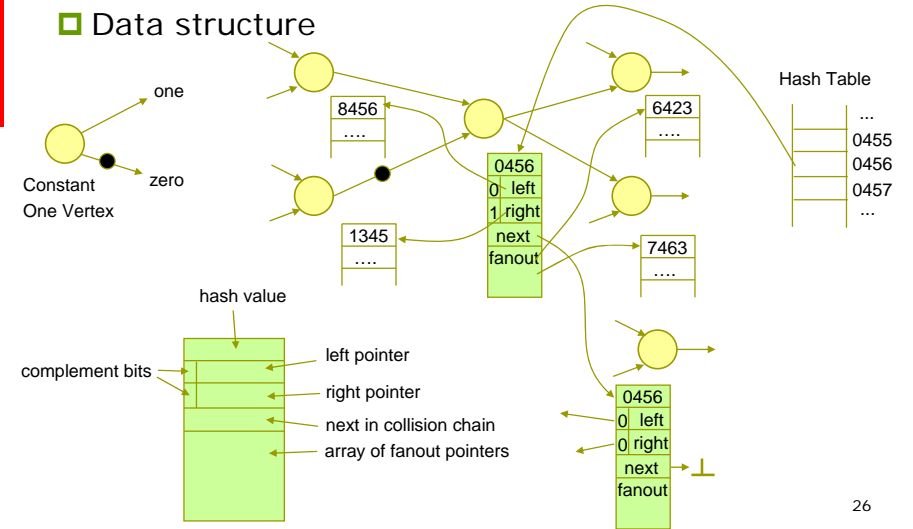 Data structure
one
zero
Constant
One Vertex
8456
....
1345
....
0456
0 left
1 right
next
fanout
6423
....
7463
....
Hash Table
...
0455
0456
0457
...
hash value
complement bits
left pointer
right pointer
next in collision chain
array of fanout pointers
0456
0 left
0 right
next
fanout
26